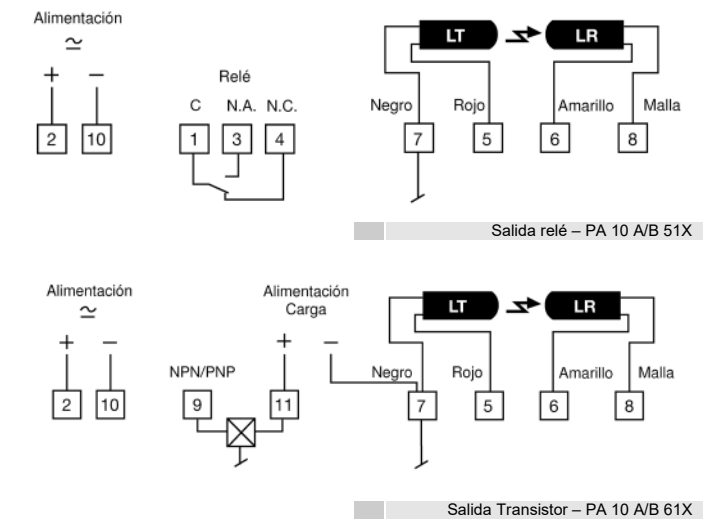 Alimentación
≃
+ −
2 10
Relé
C N.A. N.C.
1 3 4
LT LR
Negro Rojo Amarillo Malla
7 5 6 8
Salida relé – PA 10 A/B 51X
Alimentación
≃
+ −
2 10
NPN/PNP
9
Alimentación
Carga
+ −
11
LT LR
Negro Rojo Amarillo Malla
7 5 6 8
Salida Transistor – PA 10 A/B 61X